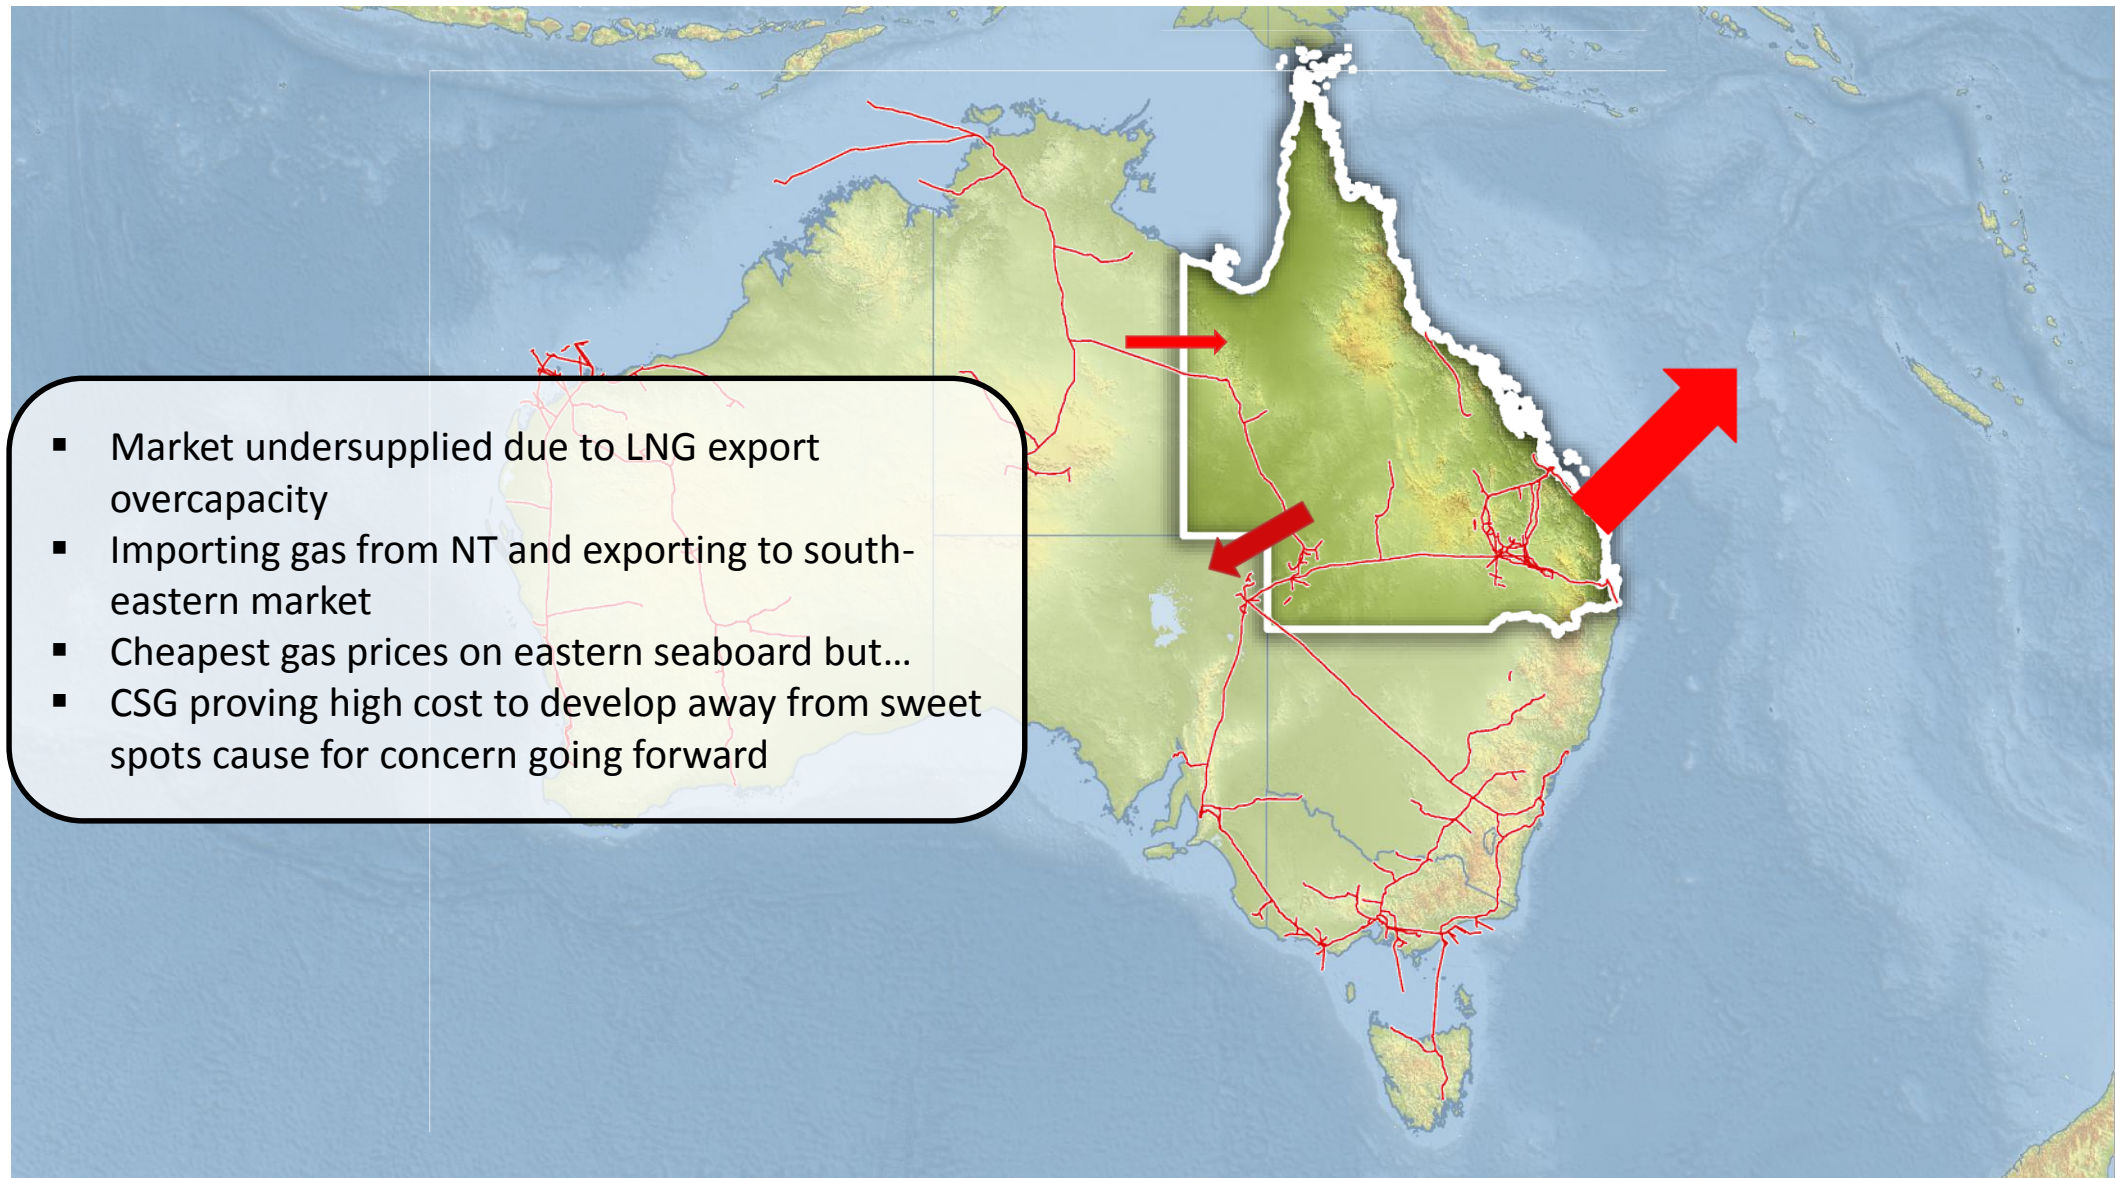 ▪ Market undersupplied due to LNG export
overcapacity
▪ Importing gas from NT and exporting to south-
eastern market
▪ Cheapest gas prices on eastern seaboard but…
▪ CSG proving high cost to develop away from sweet
spots cause for concern going forward